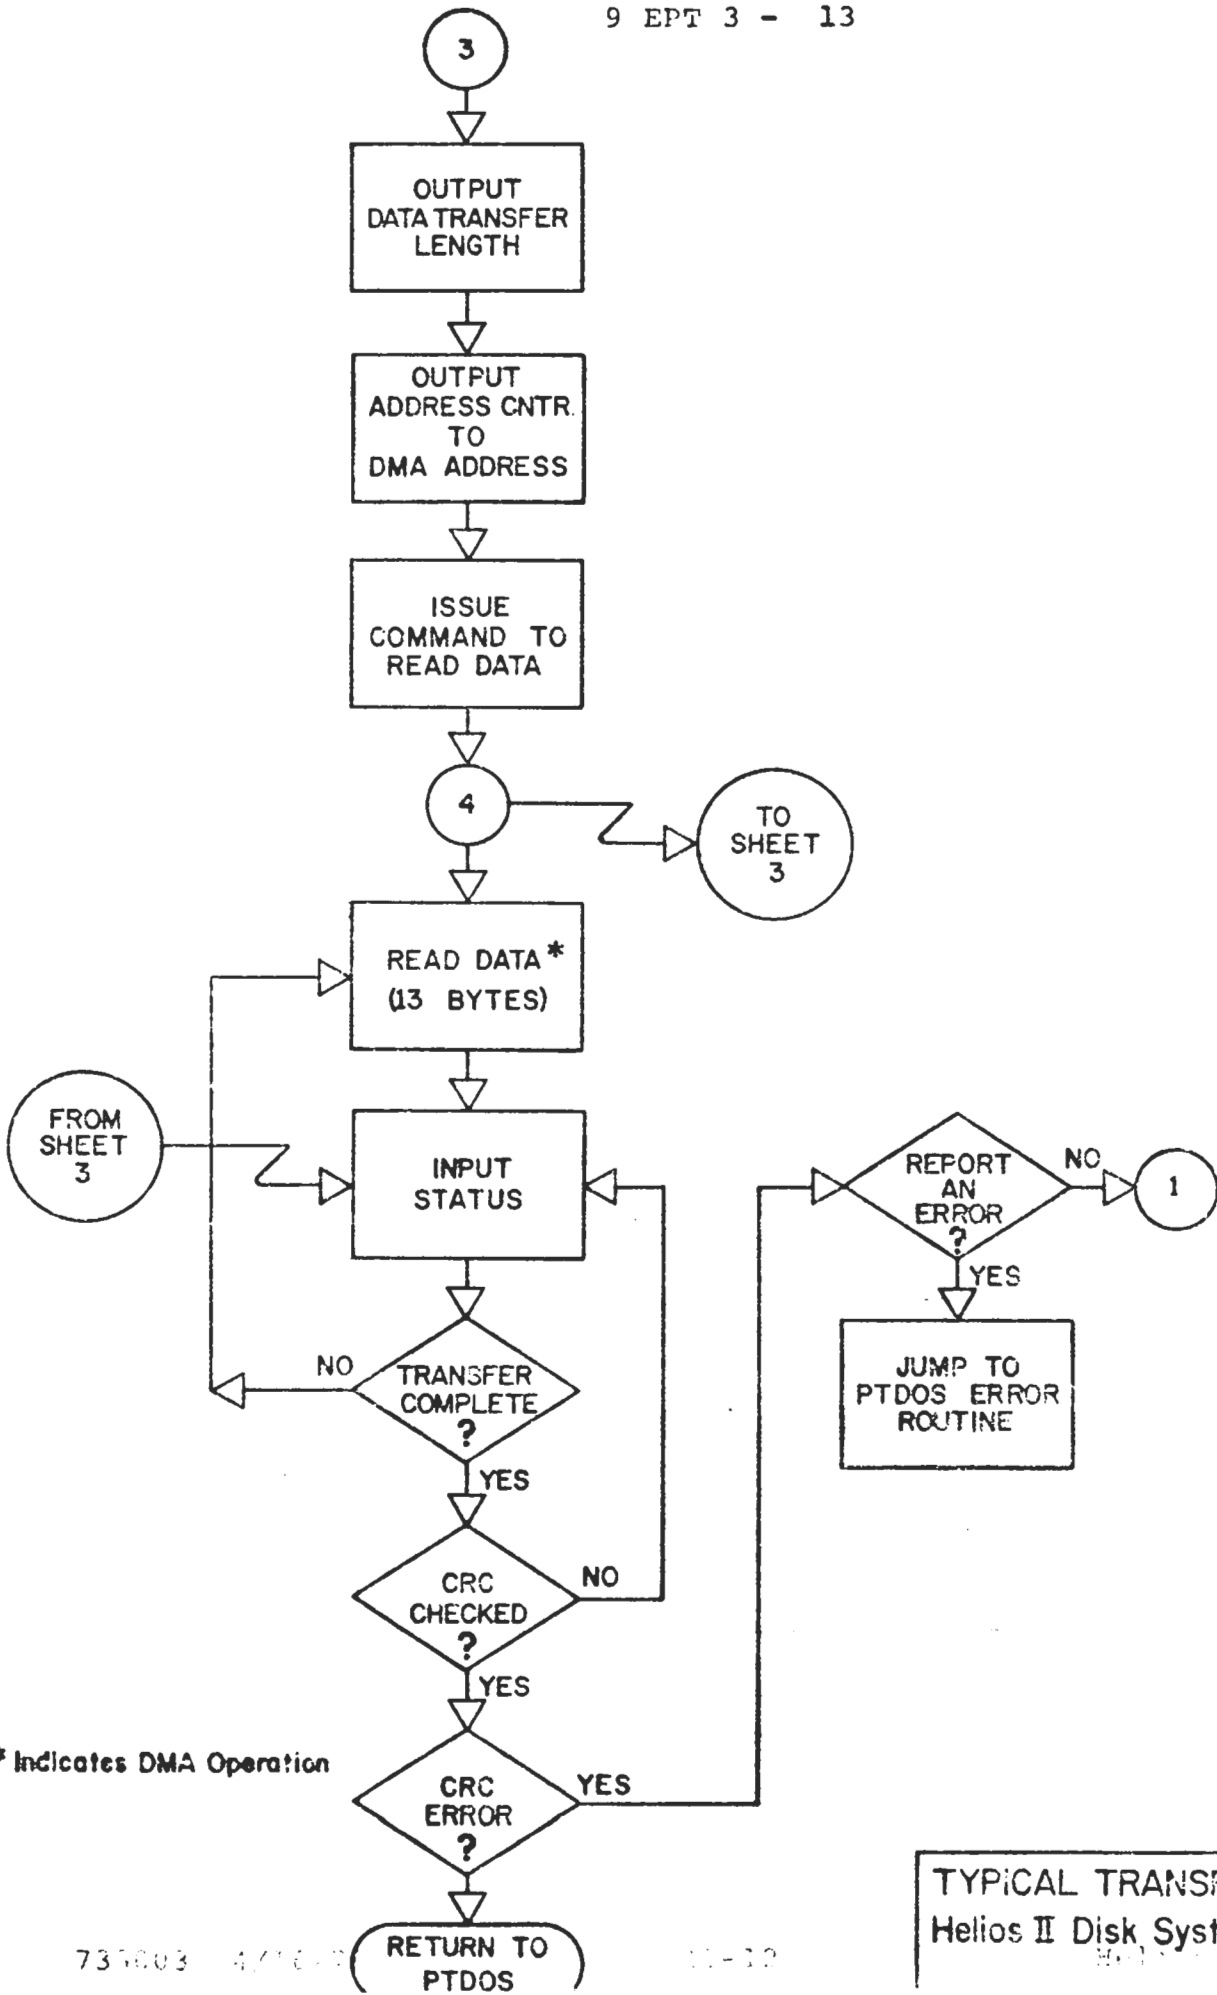 9 EPT 3 - 13
3
OUTPUT
DATA TRANSFER
LENGTH
OUTPUT
ADDRESS CNTR.
TO
DMA ADDRESS
ISSUE
COMMAND TO
READ DATA
4
TO
SHEET
3
READ DATA*
(13 BYTES)
FROM
SHEET
3
INPUT
STATUS
REPORT
AN
ERROR
?
NO
1
YES
JUMP TO
PTDOS ERROR
ROUTINE
NO
TRANSFER
COMPLETE
?
YES
CRC
CHECKED
?
NO
YES
* Indicates DMA Operation
CRC
ERROR
?
YES
RETURN TO
PTDOS
TYPICAL
Helios II Disk